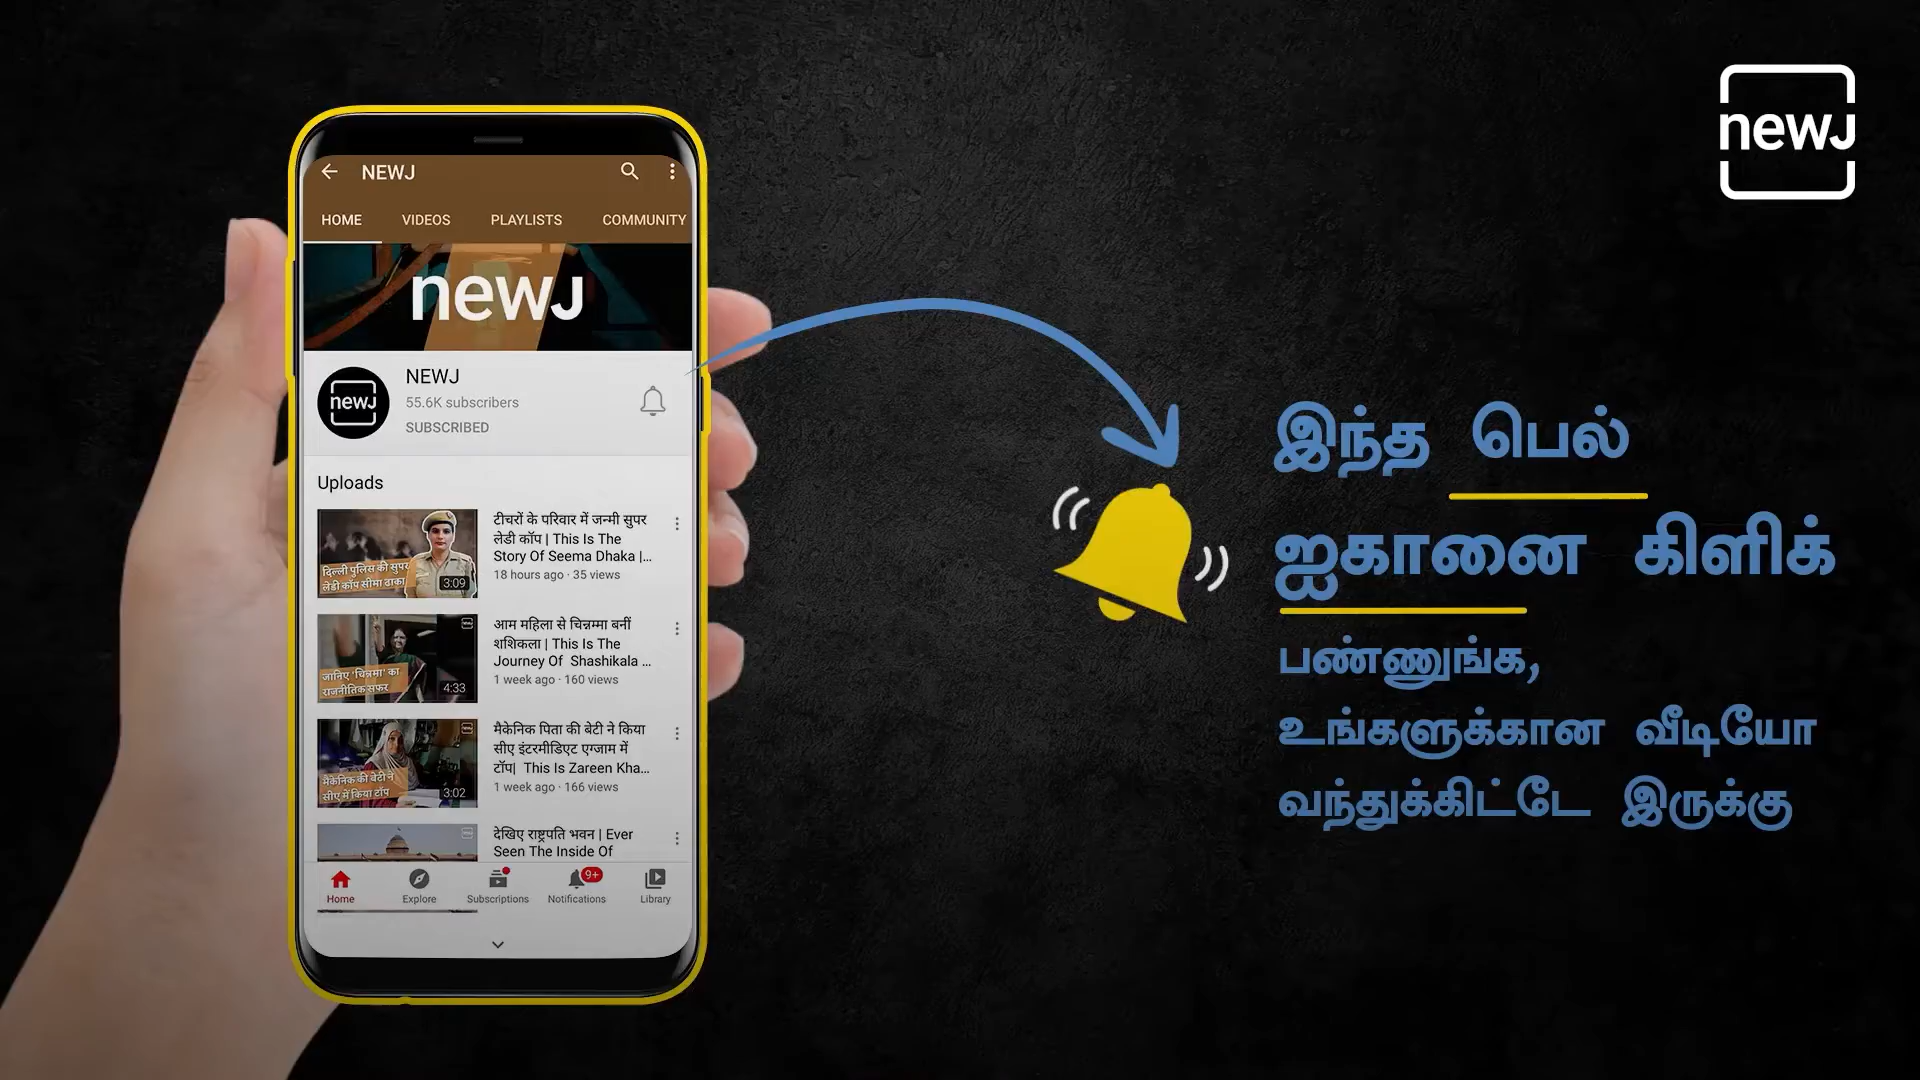 newJ
NEWJ
HOME VIDEOS PLAYLISTS COMMUNITY
newJ
newJ
NEWJ
55.6K subscribers
SUBSCRIBED
Uploads
दिल्ली पुलिस की सुपर
लेडी कॉप सीमा ढाका
3:09
टीचरों के परिवार में जन्मी सुपर
लेडी कॉप | This Is The
Story Of Seema Dhaka |...
18 hours ago · 35 views
जानिए 'चिन्नमा' का
राजनीतिक सफर
4:33
आम महिला से चिन्नम्मा बनीं
शशिकला | This Is The
Journey Of Shashikala ...
1 week ago · 160 views
मैकेनिक की बेटी ने
सीए में किया टॉप
3:02
मैकेनिक पिता की बेटी ने किया
सीए इंटरमीडिएट एग्जाम में
टॉप| This Is Zareen Kha...
1 week ago · 166 views
देखिए राष्ट्रपति भवन | Ever
Seen The Inside Of
9+
Home Explore Subscriptions Notifications Library
இந்த பெல்
ஐகானை கிளிக்
பண்ணுங்க,
உங்களுக்கான வீடியோ
வந்துக்கிட்டே இருக்கு